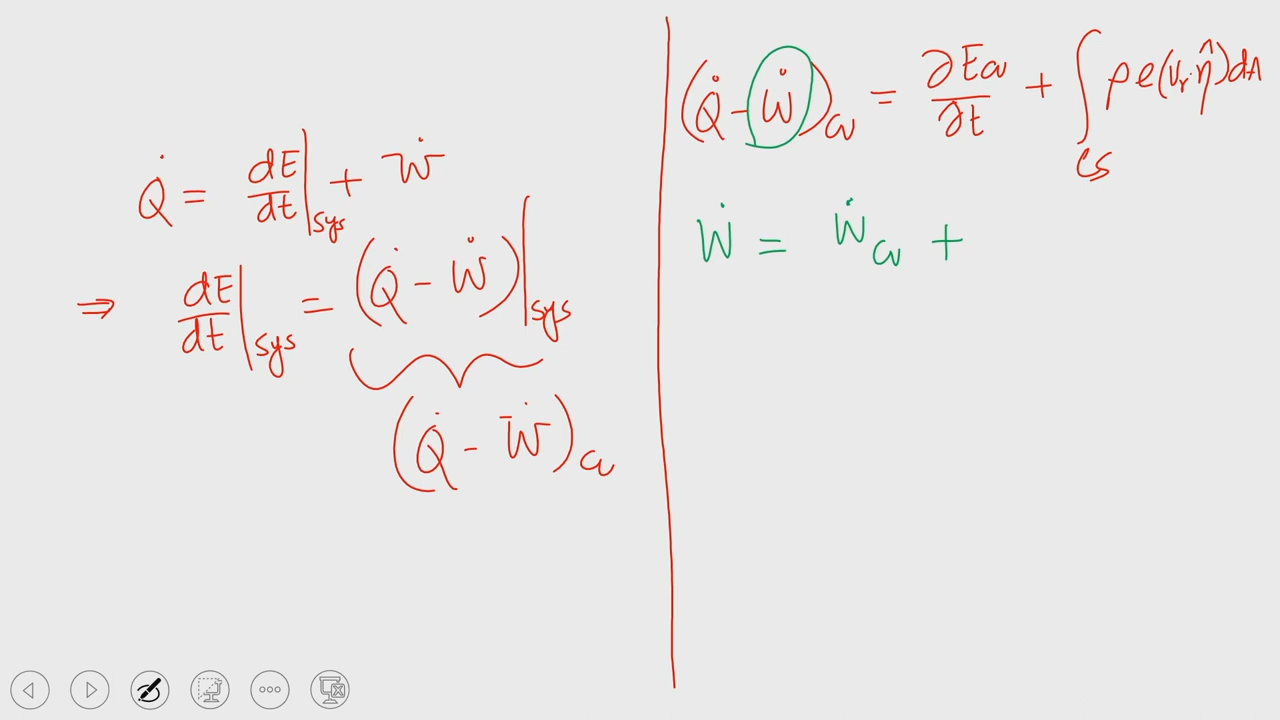 Q̇ = dE/dt|sys + Ẇ
⇒ dE/dt|sys = (Q̇ - Ẇ)|sys
(Q̇ - Ẇ)cv
(Q̇ - Ẇ)cv = ∂Ecv/∂t + ∫cs ρe(Vr·η̂)dA
Ẇ = Ẇcv +